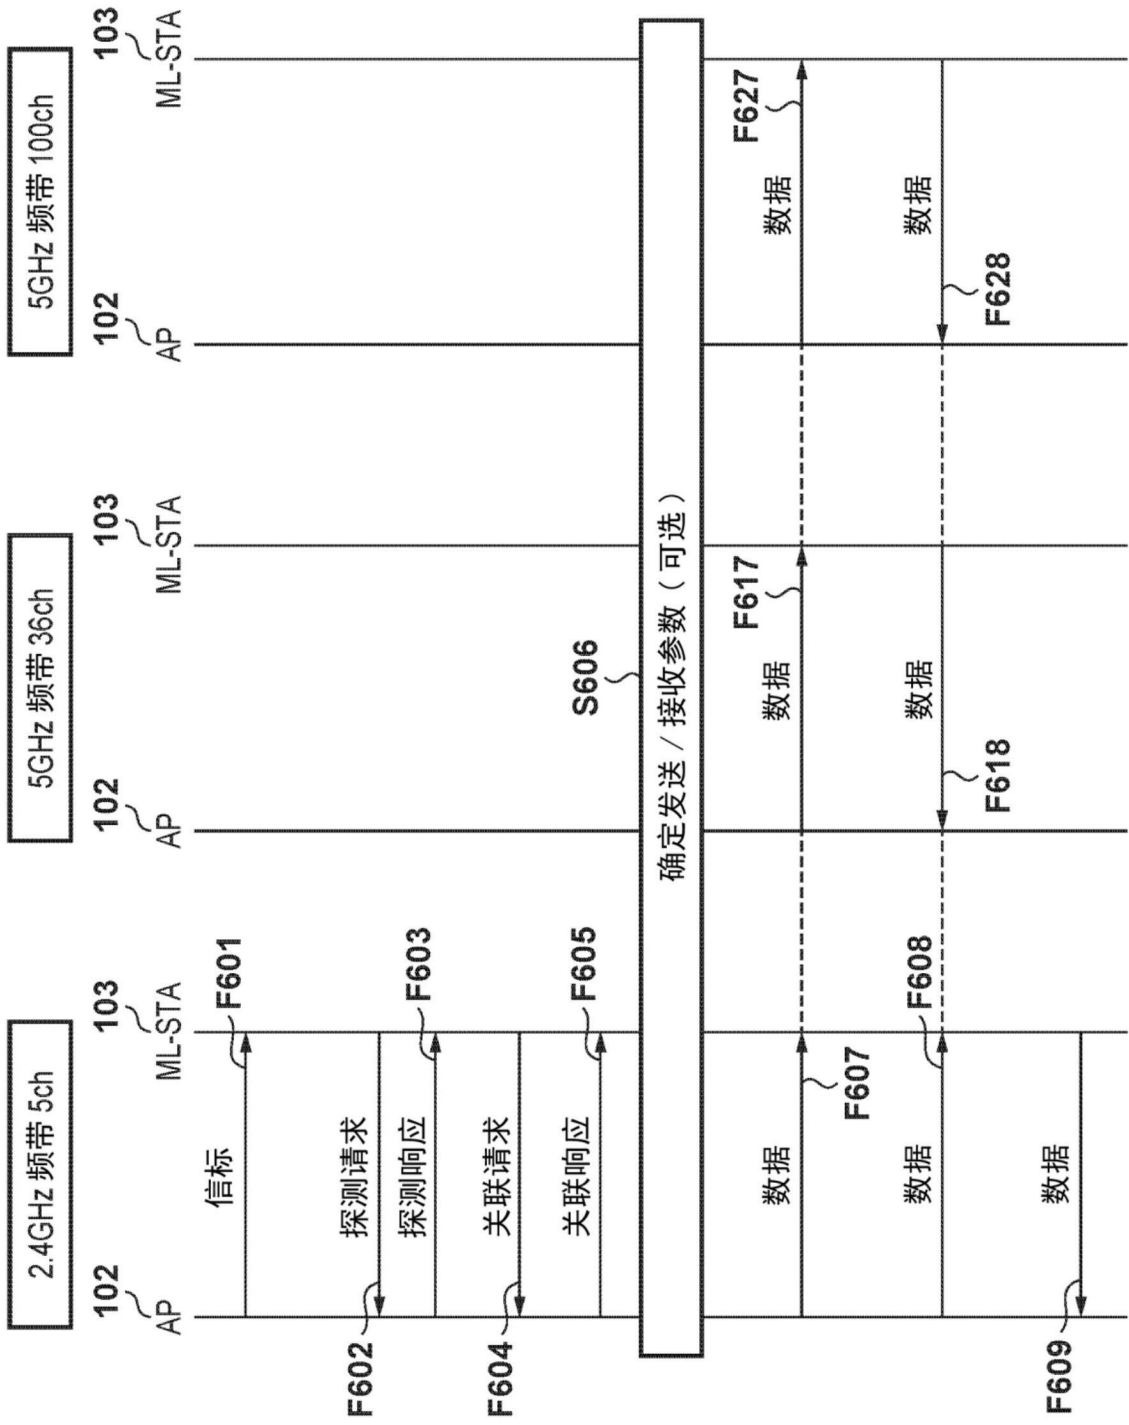 2.4GHz 频带 5ch
5GHz 频带 36ch
5GHz 频带 100ch
102
103
102
103
102
103
AP
ML-STA
AP
ML-STA
AP
ML-STA
信标
F601
F602
探测请求
探测响应
F603
F604
关联请求
关联响应
F605
S606
确定发送 / 接收参数 ( 可选 )
数据
F607
数据
F617
数据
F627
数据
F608
数据
F618
数据
F628
数据
F609